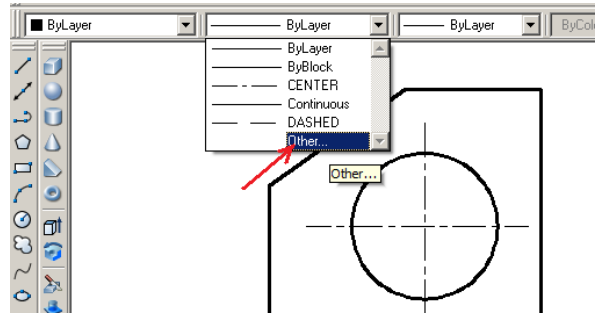 ByLayer ByLayer ByLayer ByColo
ByLayer
ByBlock
CENTER
Continuous
DASHED
Other...
Other...